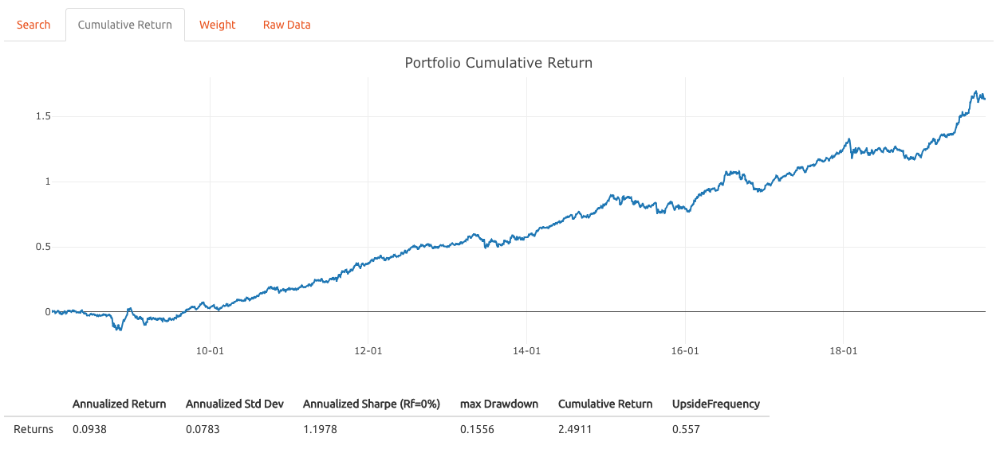 Search Cumulative Return Weight Raw Data
Portfolio Cumulative Return
1.5
1
0.5
0
10-01 12-01 14-01 16-01 18-01
Annualized Return Annualized Std Dev Annualized Sharpe (Rf=0%) max Drawdown Cumulative Return UpsideFrequency
Returns 0.0938 0.0783 1.1978 0.1556 2.4911 0.557